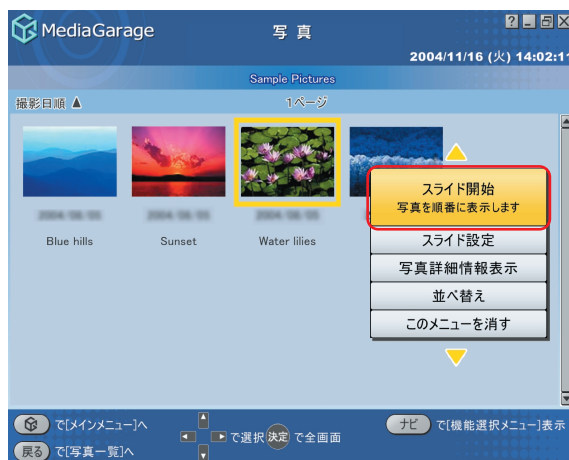 MediaGarage
写真
2004/11/16 (火) 14:02:11
Sample Pictures
撮影日順 ▲
1ページ
Blue hills
Sunset
Water lilies
スライド開始
写真を順番に表示します
スライド設定
写真詳細情報表示
並べ替え
このメニューを消す
で[メインメニュー]へ
戻る で[写真一覧]へ
で選択 決定 で全画面
ナビ で[機能選択メニュー]表示